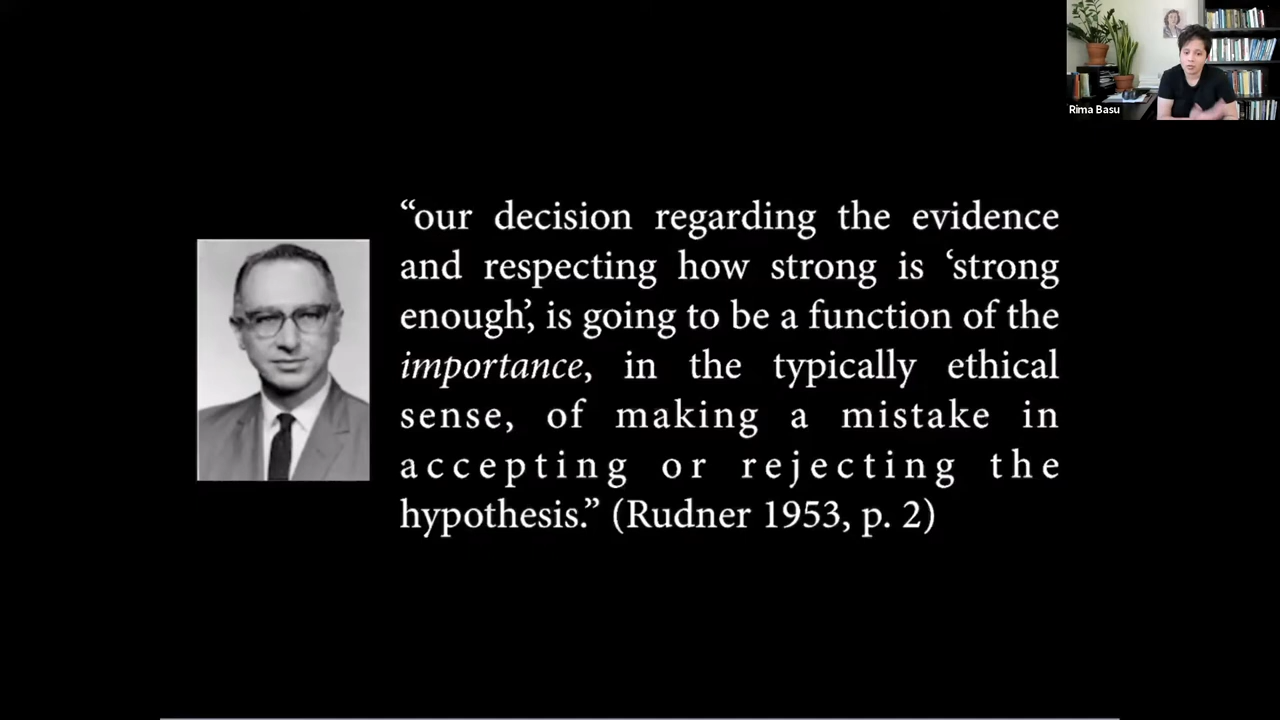 Rima Basu
“our decision regarding the evidence
and respecting how strong is ‘strong
enough’, is going to be a function of the
importance, in the typically ethical
sense, of making a mistake in
accepting or rejecting the
hypothesis.” (Rudner 1953, p. 2)